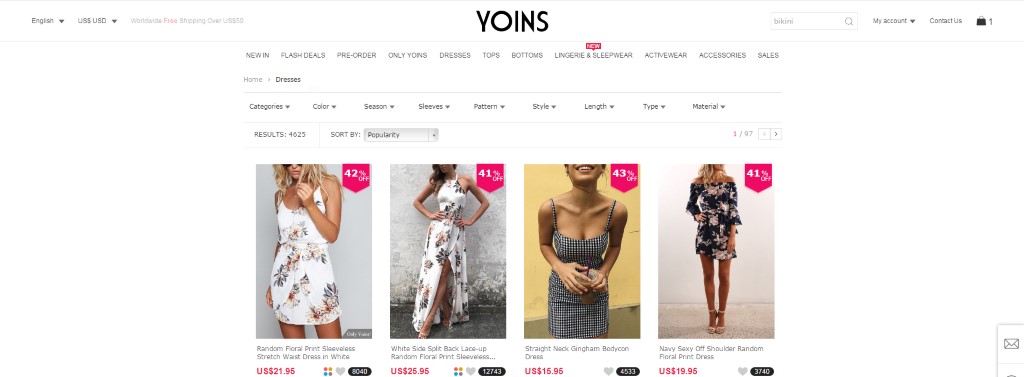 English
US$ USD
Worldwide Free Shipping Over US$5
YOINS
bikini
My account
Contact Us
1
NEW
NEW IN
FLASH DEALS
PRE-ORDER
ONLY YOINS
DRESSES
TOPS
BOTTOMS
LINGERIE & SLEEPWEAR
ACTIVEWEAR
ACCESSORIES
SALES
Home > Dresses
Categories
Color
Season
Sleeves
Pattern
Style
Length
Type
Material
RESULTS: 4625
SORT BY:
Popularity
1 / 97
< >
42%
OFF
41%
OFF
43%
OFF
41%
OFF
Only Yoins
Random Floral Print Sleeveless
Stretch Waist Dress in White
US$21.95
8040
White Side Split Back Lace-up
Random Floral Print Sleeveless...
US$25.95
12743
Straight Neck Gingham Bodycon
Dress
US$15.95
4533
Navy Sexy Off Shoulder Random
Floral Print Dress
US$19.95
3740